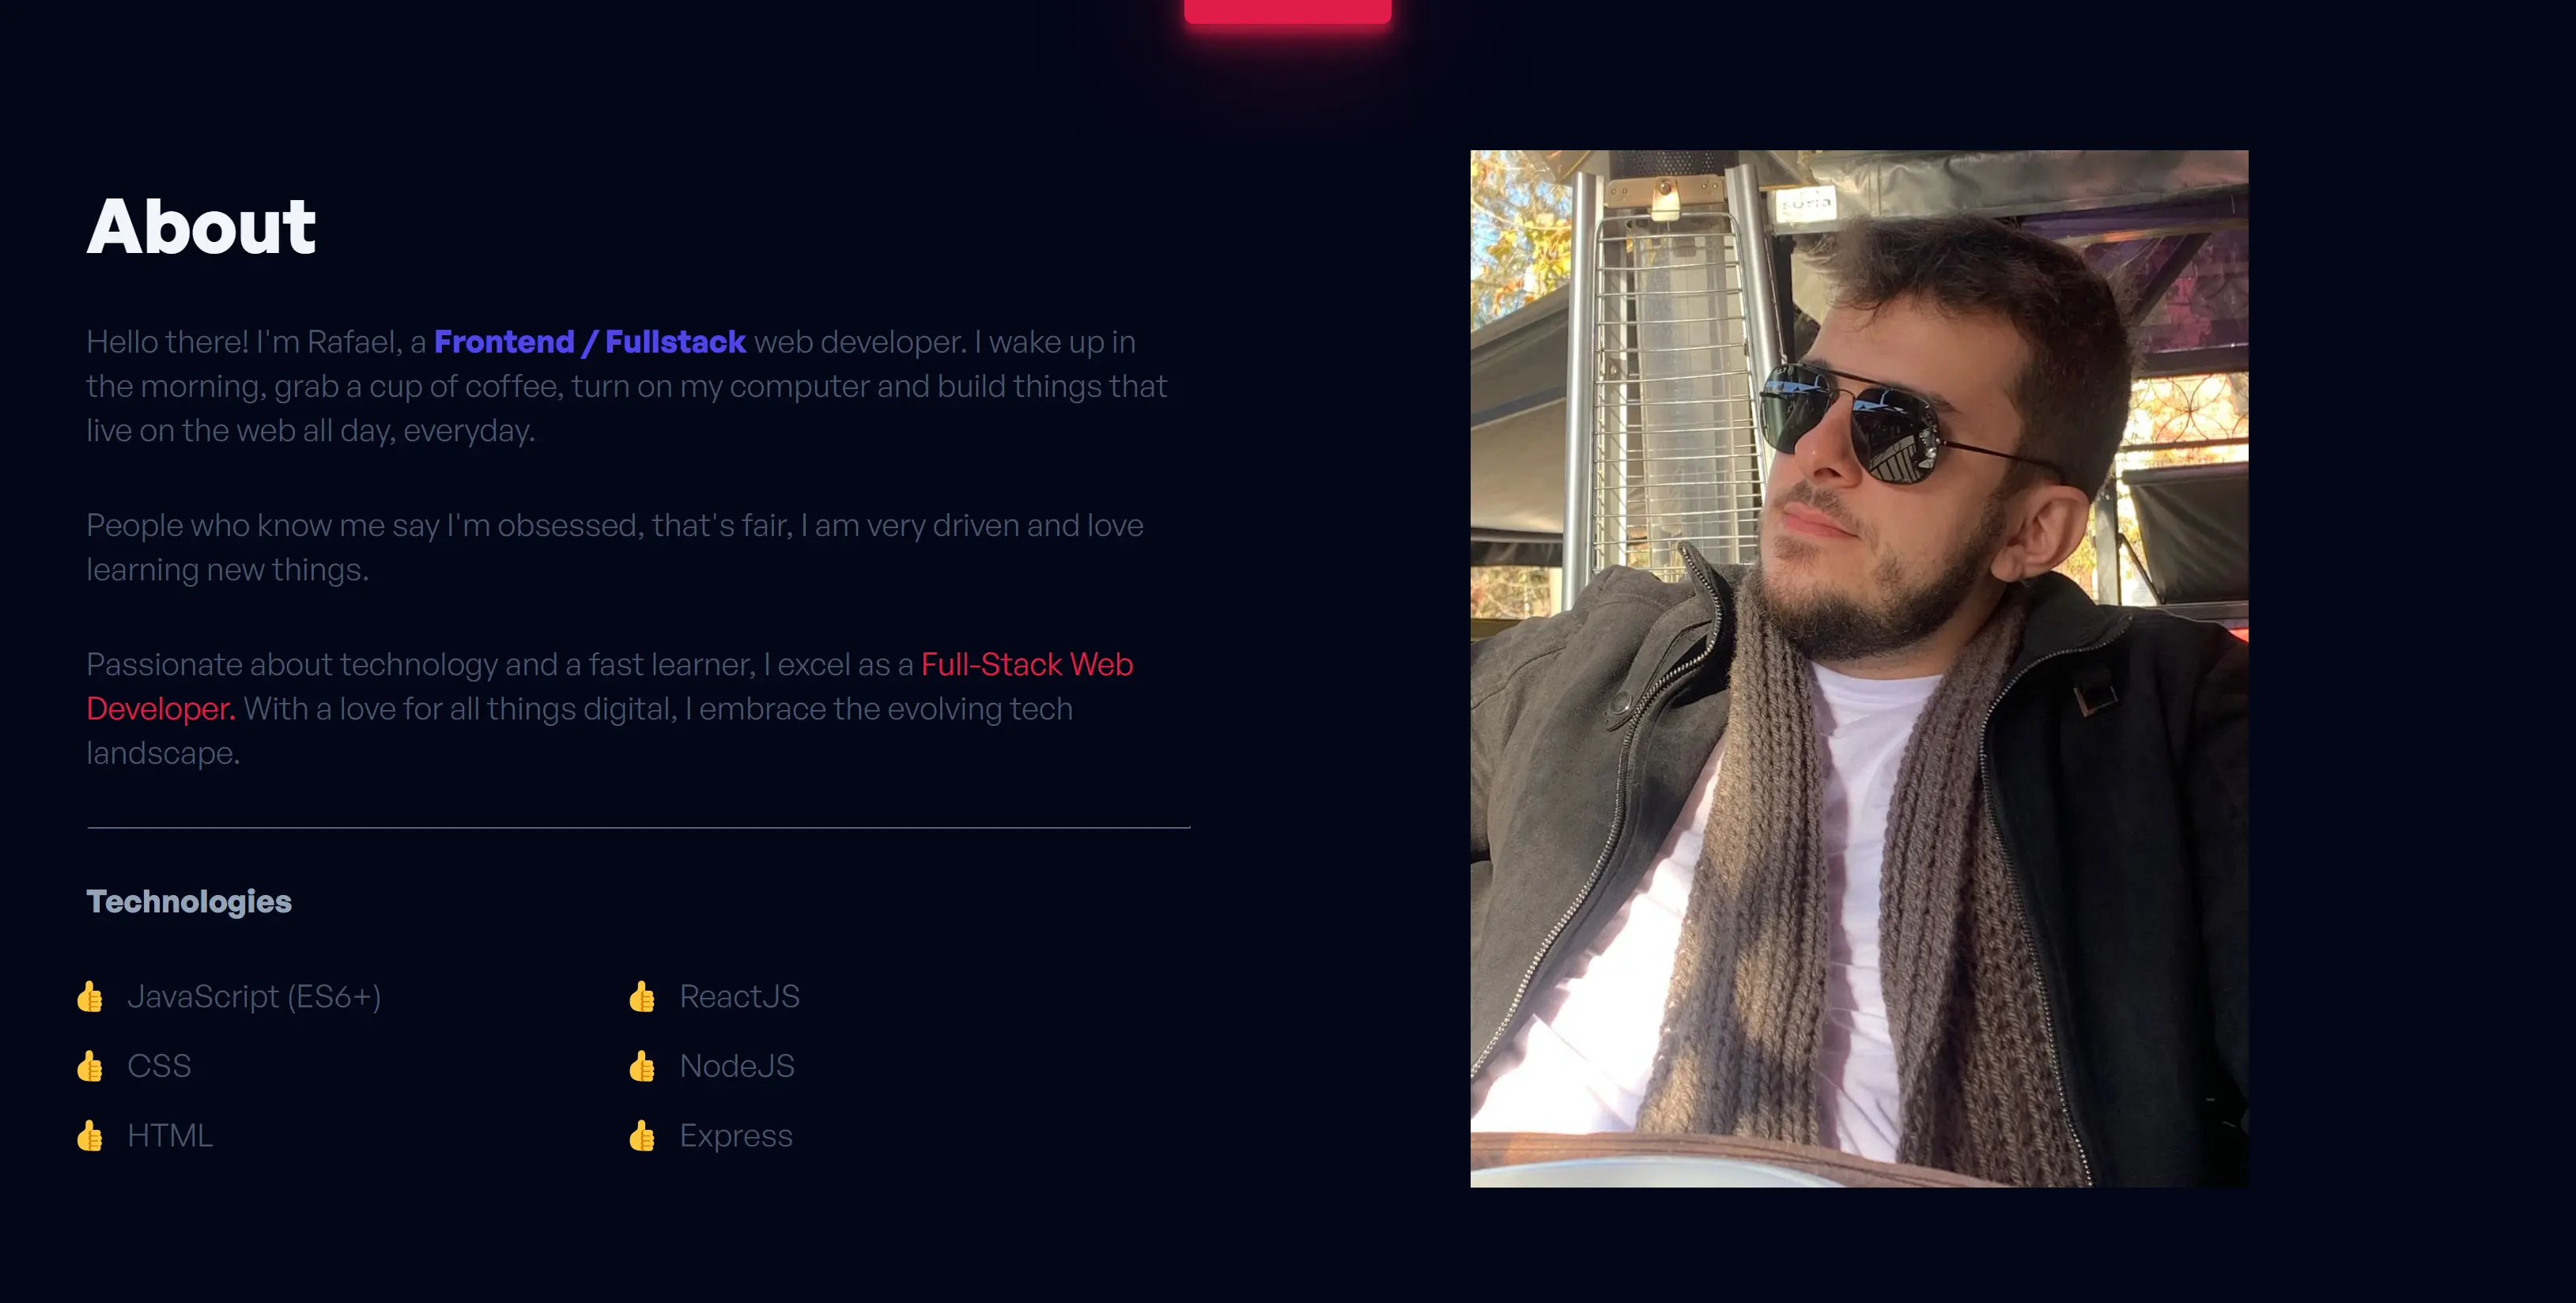 About
Hello there! I'm Rafael, a Frontend / Fullstack web developer. I wake up in
the morning, grab a cup of coffee, turn on my computer and build things that
live on the web all day, everyday.
People who know me say I'm obsessed, that's fair, I am very driven and love
learning new things.
Passionate about technology and a fast learner, I excel as a Full-Stack Web
Developer. With a love for all things digital, I embrace the evolving tech
landscape.
Technologies
👍 JavaScript (ES6+)
👍 ReactJS
👍 CSS
👍 NodeJS
👍 HTML
👍 Express